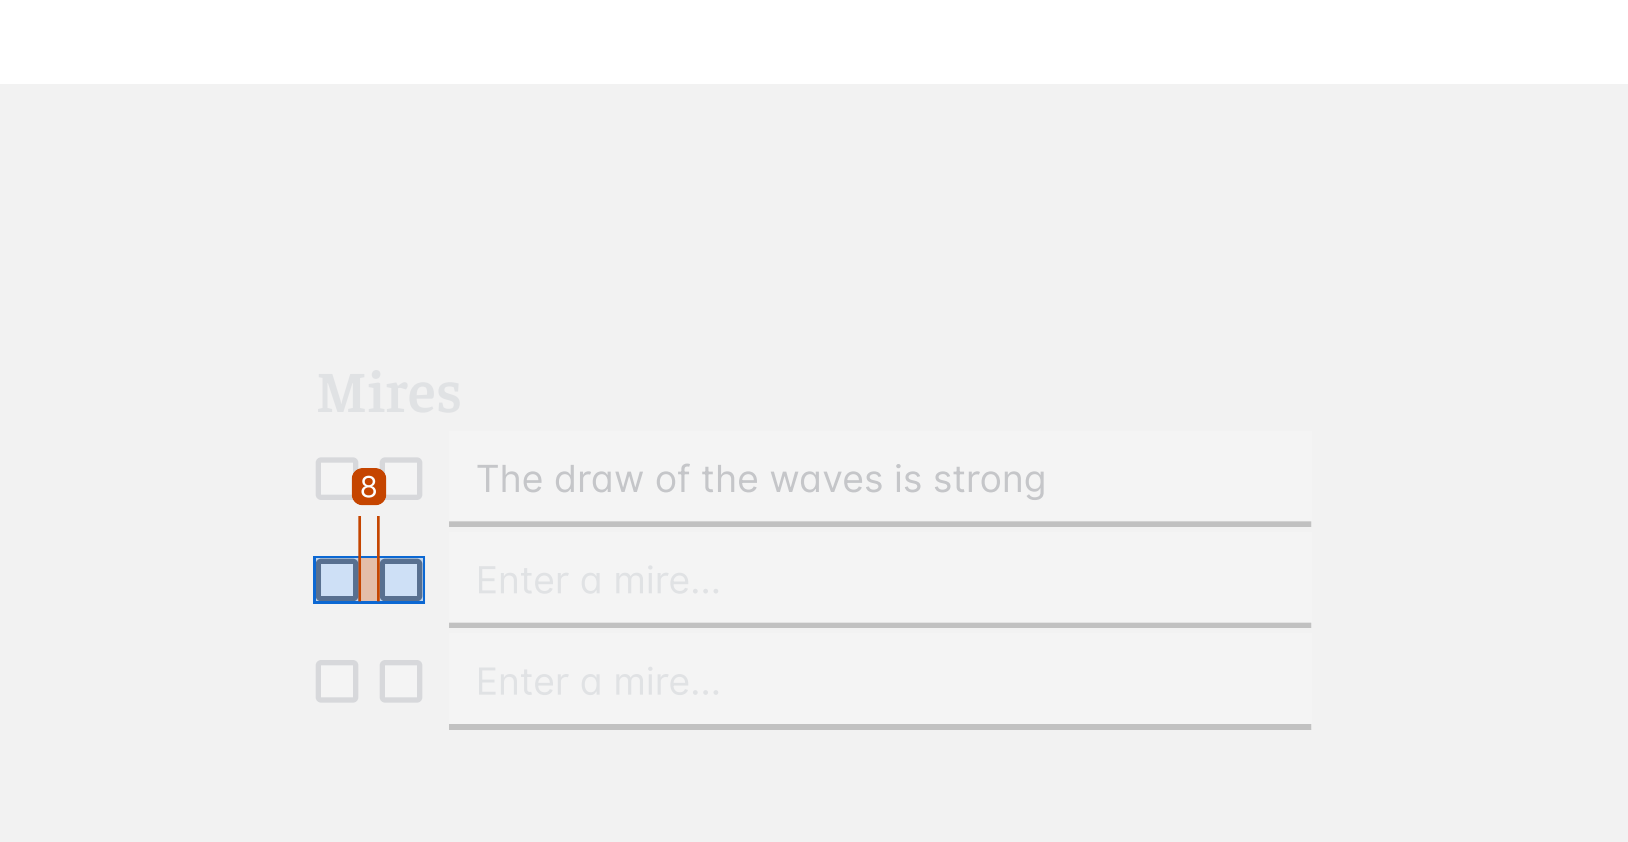 Mires
The draw of the waves is strong
8
Enter a mire...
Enter a mire...